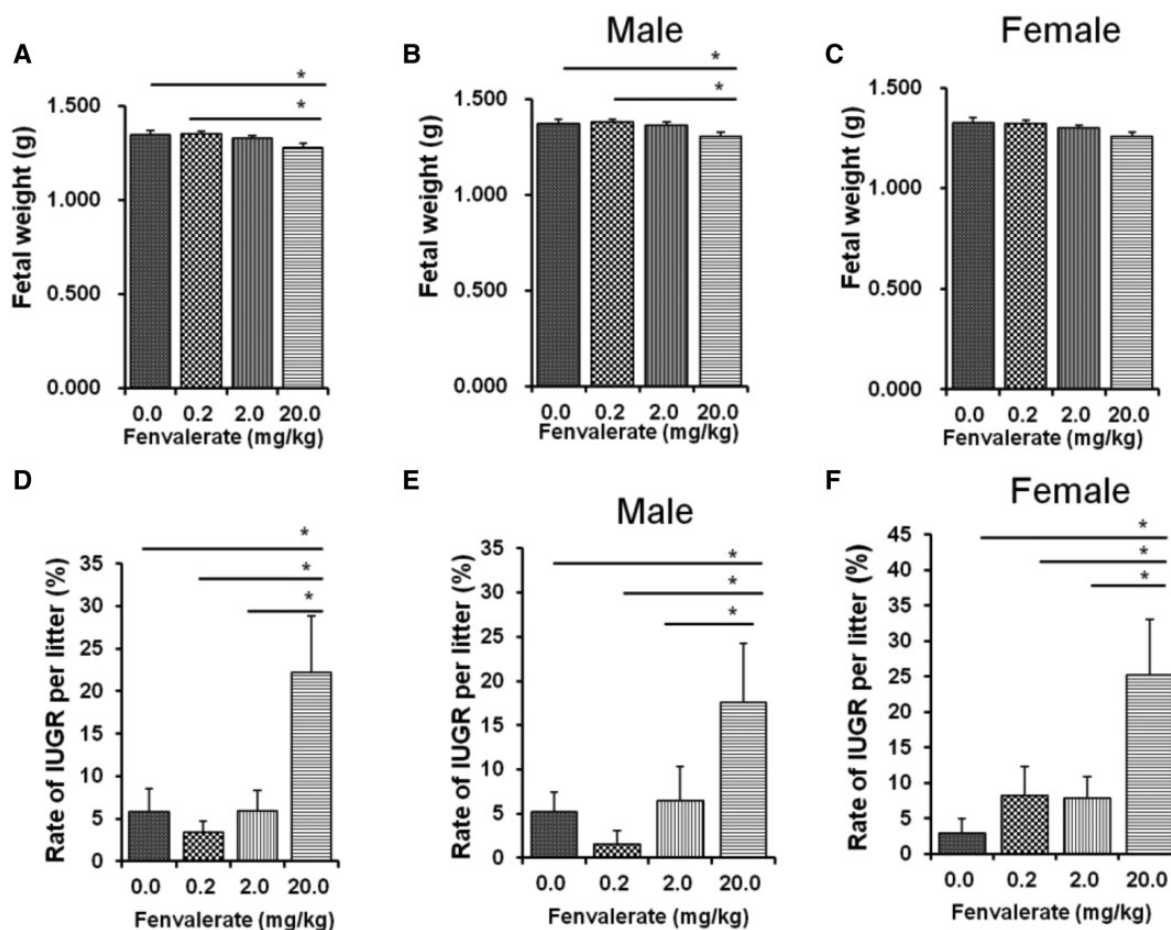 A
*
*
Fetal weight (g)
1.500
1.000
0.500
0.000
0.0 0.2 2.0 20.0
Fenvalerate (mg/kg)
B
Male
*
*
Fetal weight (g)
1.500
1.000
0.500
0.000
0.0 0.2 2.0 20.0
Fenvalerate (mg/kg)
C
Female
Fetal weight (g)
1.500
1.000
0.500
0.000
0.0 0.2 2.0 20.0
Fenvalerate (mg/kg)
D
*
*
*
Rate of IUGR per litter (%)
35
30
25
20
15
10
5
0
0.0 0.2 2.0 20.0
Fenvalerate (mg/kg)
E
Male
*
*
*
Rate of IUGR per litter (%)
35
30
25
20
15
10
5
0
0.0 0.2 2.0 20.0
Fenvalerate (mg/kg)
F
Female
*
*
*
Rate of IUGR per litter (%)
45
40
35
30
25
20
15
10
5
0
0.0 0.2 2.0 20.0
Fenvalerate (mg/kg)